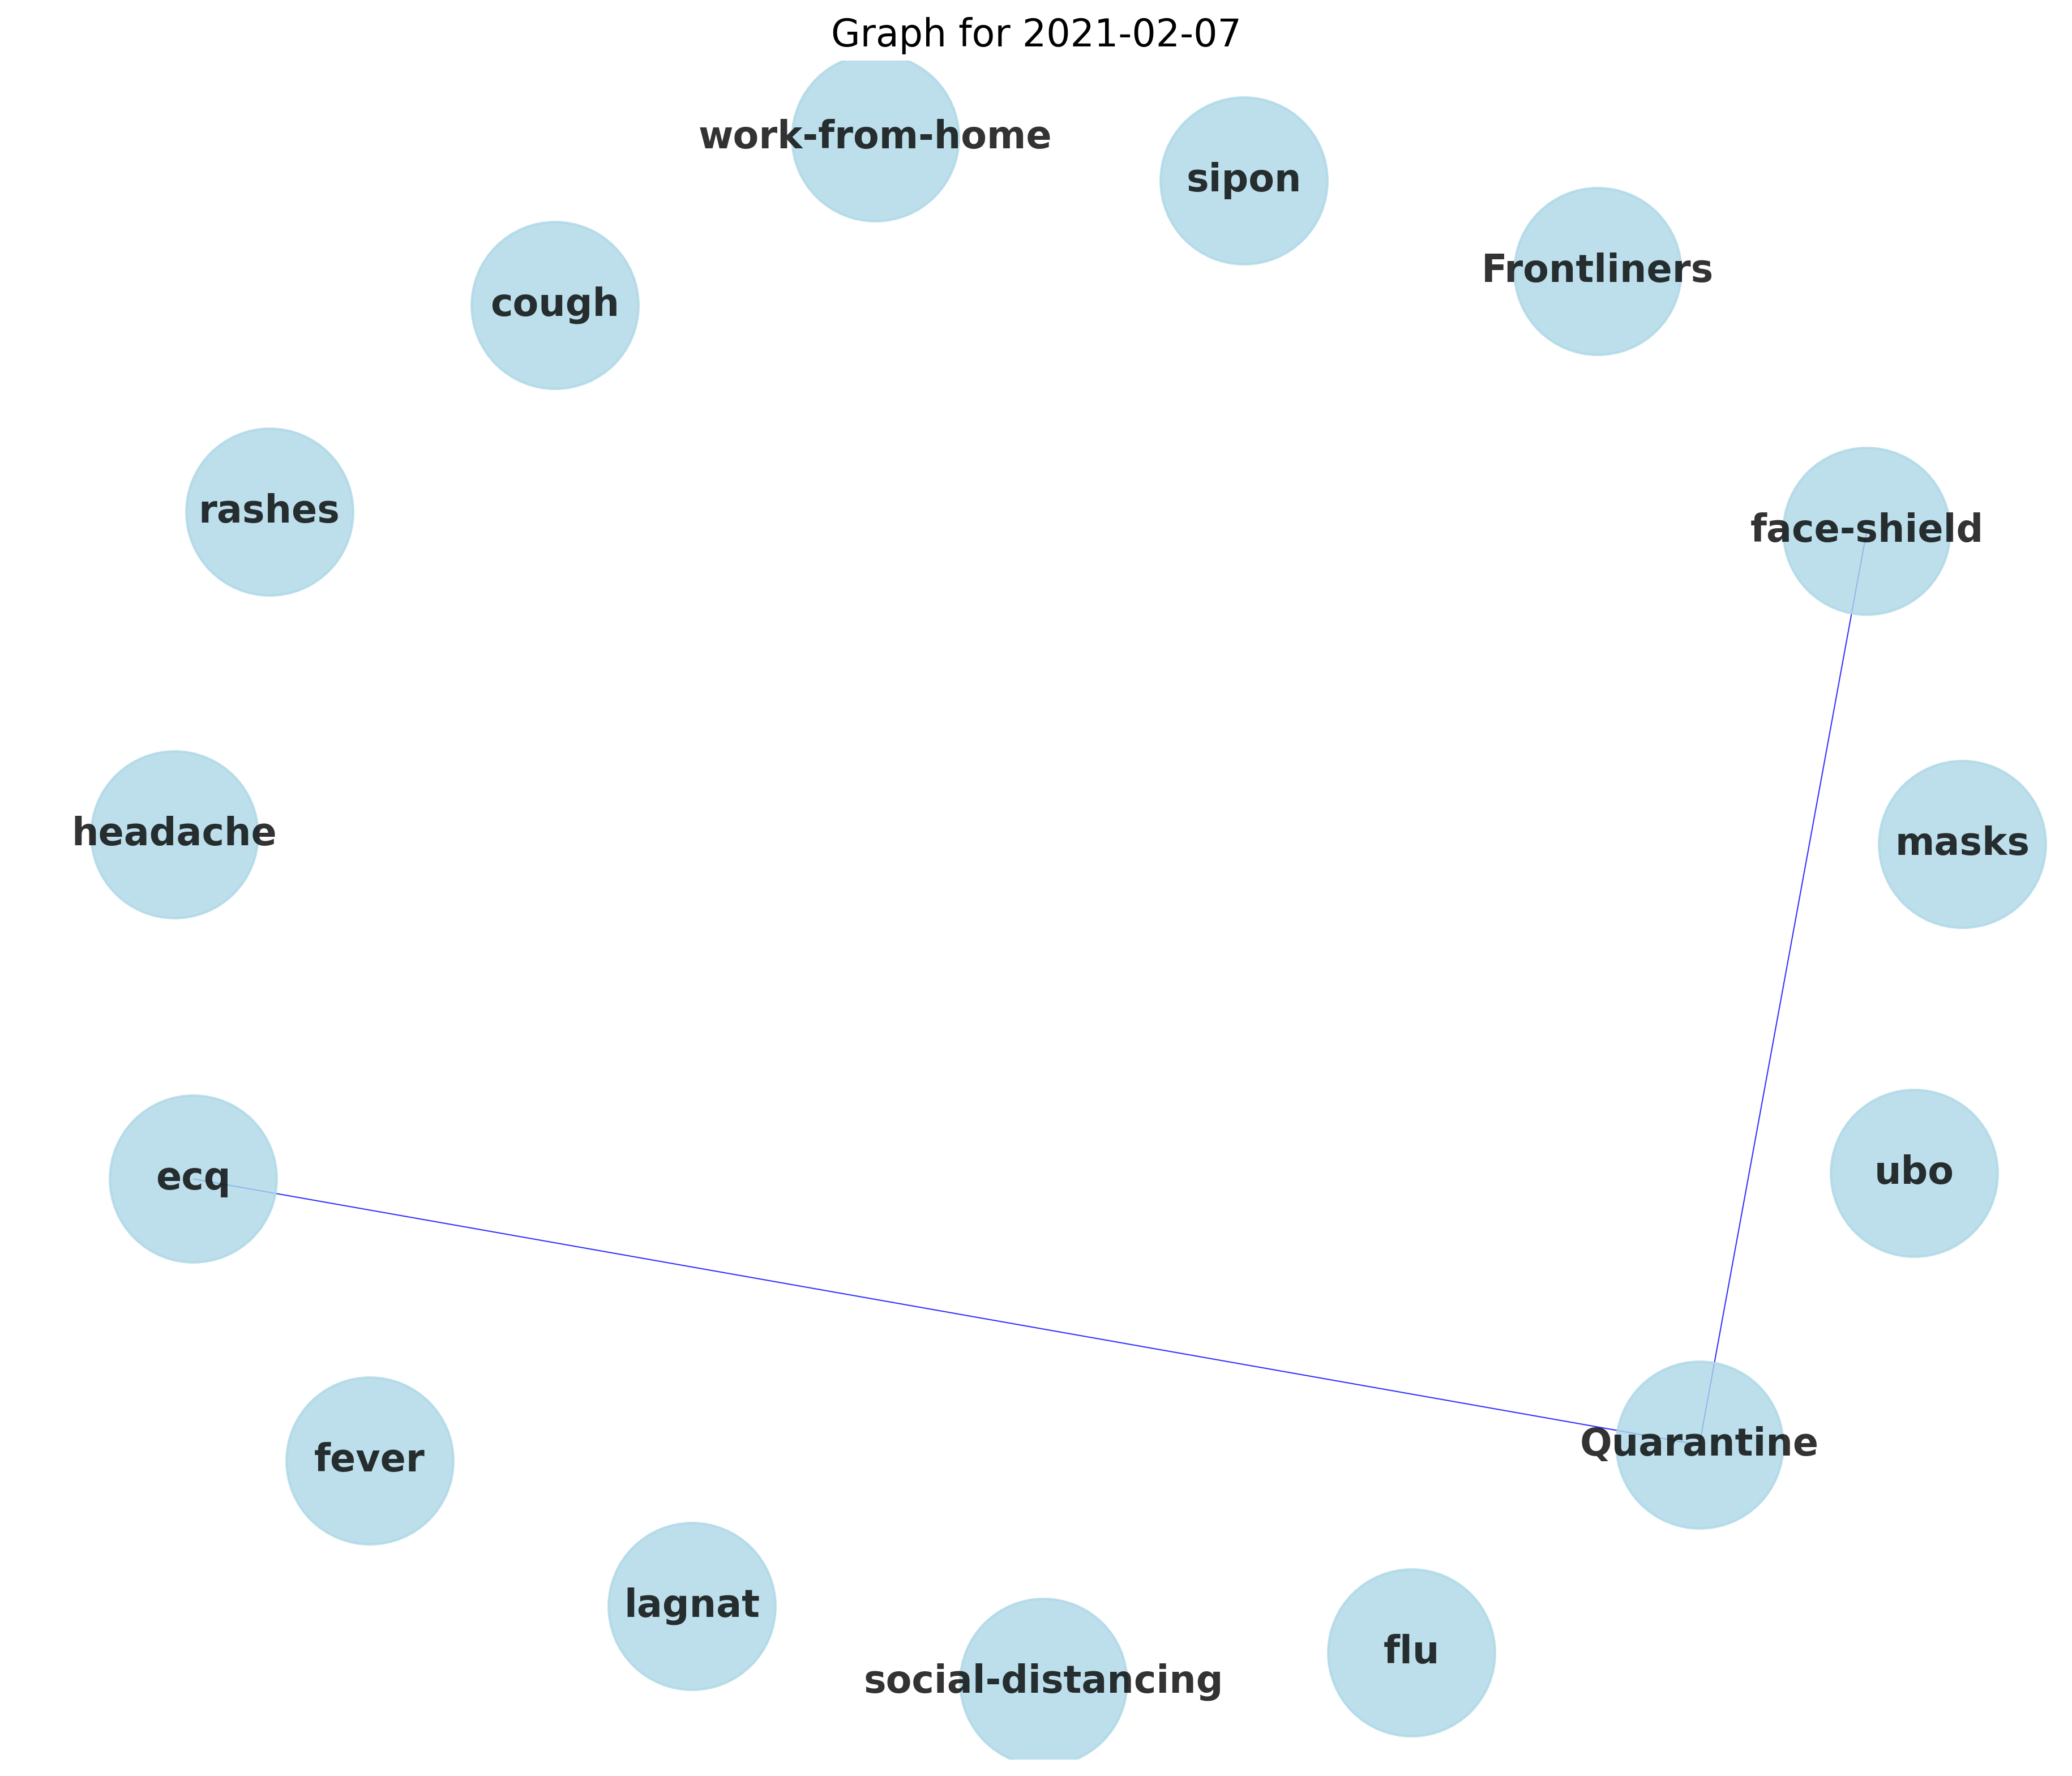 Graph for 2021-02-07
work-from-home
sipon
Frontliners
cough
rashes
face-shield
headache
masks
ecq
ubo
fever
Quarantine
lagnat
flu
social-distancing